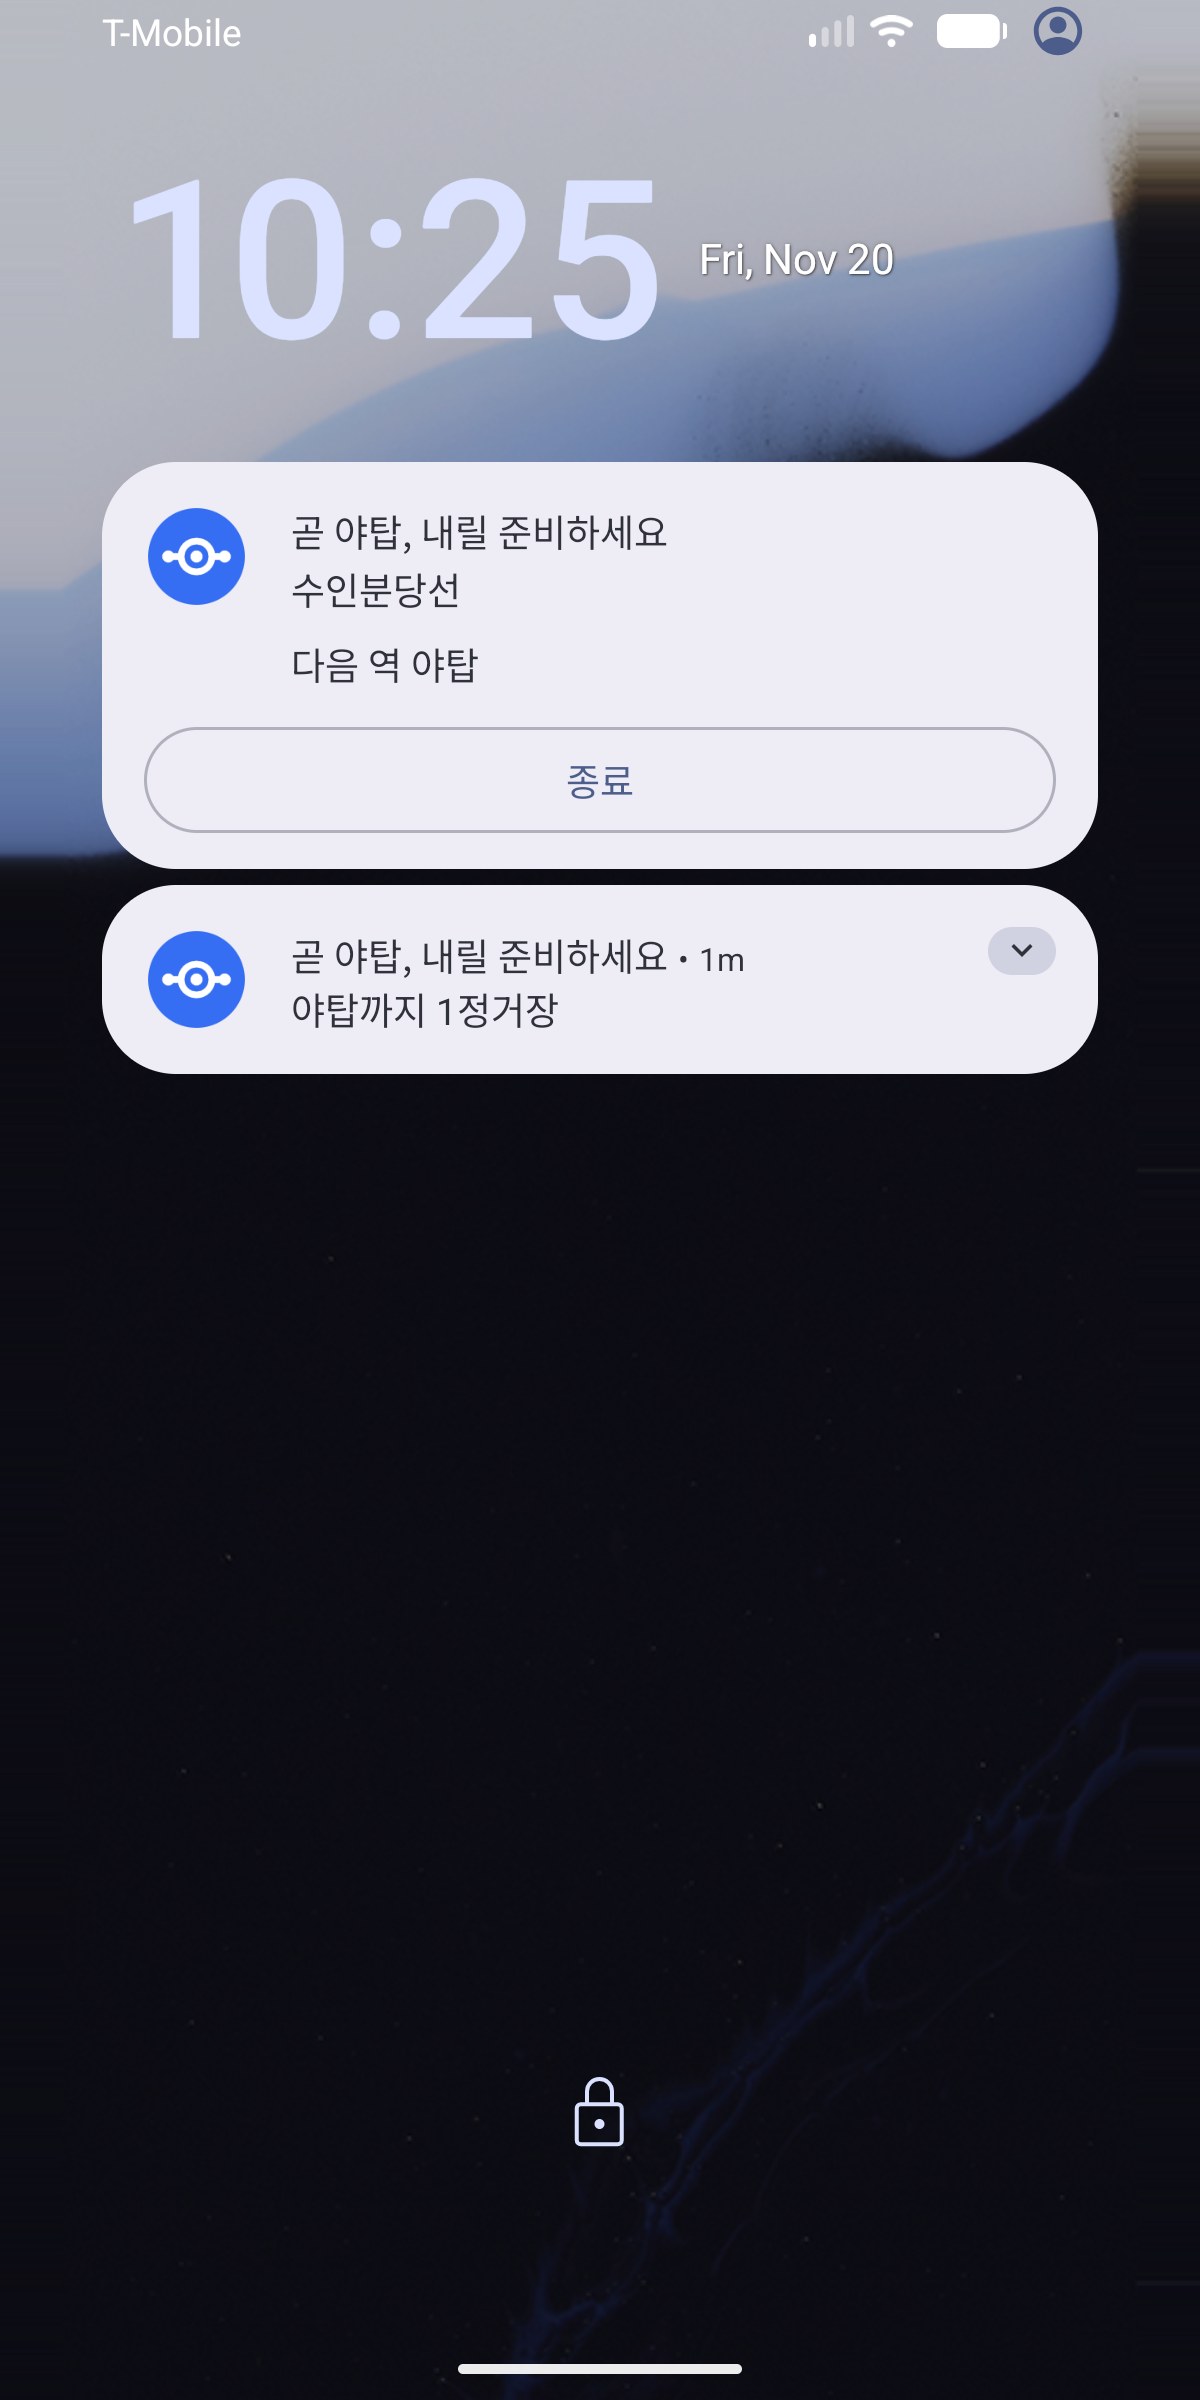 T-Mobile
10:25
Fri, Nov 20
곧 야탑, 내릴 준비하세요
수인분당선
다음 역 야탑
종료
곧 야탑, 내릴 준비하세요 • 1m
야탑까지 1정거장